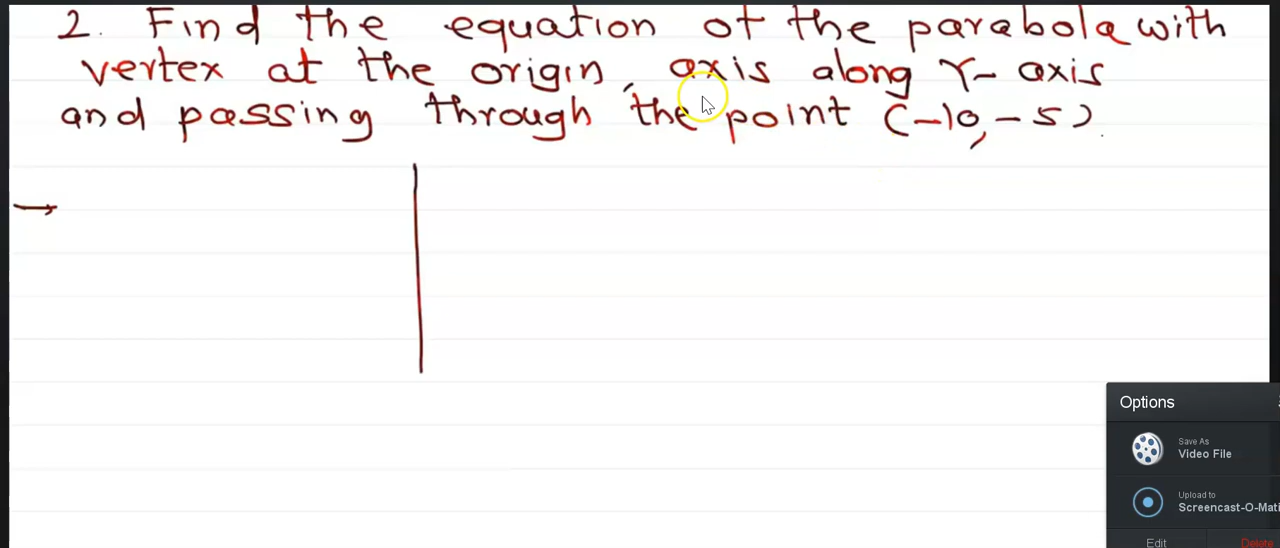 2. Find the equation of the parabola with
vertex at the origin, axis along Y-axis
and passing through the point (-10, -5).
Options
Save As
Video File
Upload to
Screencast-O-Mati
Edit
Delete